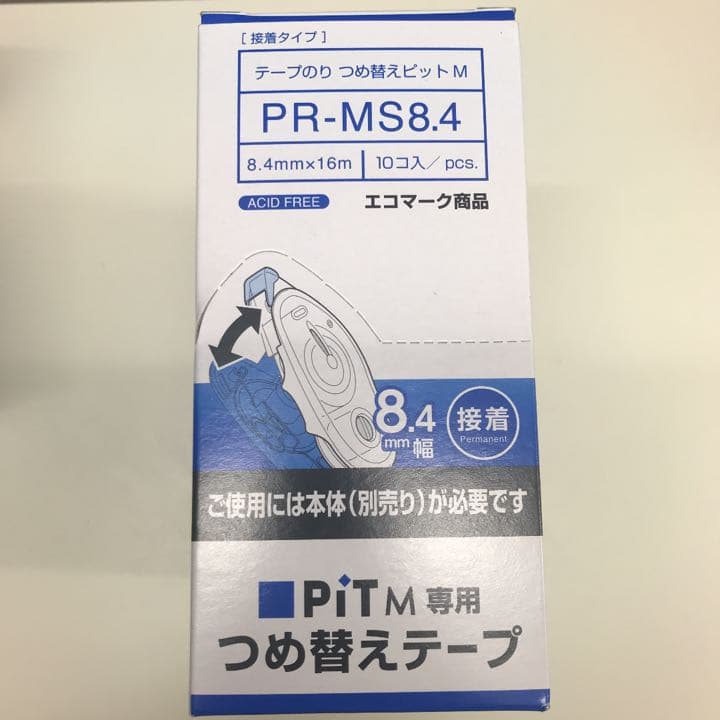 [接着タイプ]
テープのり つめ替えピットM
PR-MS8.4
8.4mm×16m 10コ入／pcs.
ACID FREE エコマーク商品
8.4mm幅 接着
Permanent
ご使用には本体(別売り)が必要です
PiT M 専用
つめ替えテープ